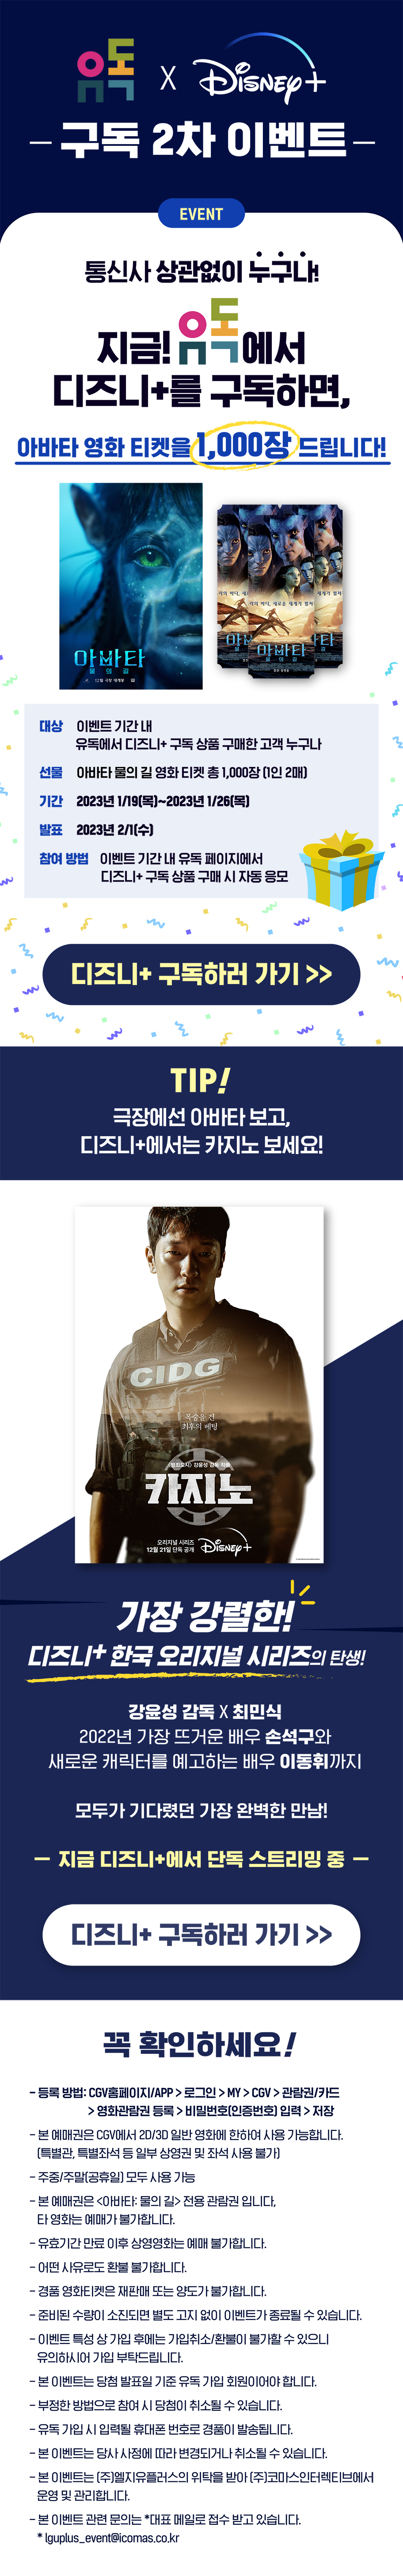 유독 X Disney+
구독 2차 이벤트
EVENT
통신사 상관없이 누구나!
지금! 유독에서
디즈니+를 구독하면,
아바타 영화 티켓을 1,000장 드립니다!
아바타
물의 길
12월 극장 대개봉
아바타
대상 이벤트 기간 내
유독에서 디즈니+ 구독 상품 구매한 고객 누구나
선물 아바타 물의 길 영화 티켓 총 1,000장 (1인 2매)
기간 2023년 1/19(목)~2023년 1/26(목)
발표 2023년 2/1(수)
참여 방법 이벤트 기간 내 유독 페이지에서
디즈니+ 구독 상품 구매 시 자동 응모
디즈니+ 구독하러 가기 >>
TIP!
극장에선 아바타 보고,
디즈니+에서는 카지노 보세요!
CIDG
목숨을 건
최후의 베팅
<범죄도시> 강윤성 감독 작품
카지노
오리지널 시리즈
12월 21일 단독 공개 Disney+
가장 강렬한!
디즈니+ 한국 오리지널 시리즈의 탄생!
강윤성 감독 X 최민식
2022년 가장 뜨거운 배우 손석구와
새로운 캐릭터를 예고하는 배우 이동휘까지
모두가 기다렸던 가장 완벽한 만남!
지금 디즈니+에서 단독 스트리밍 중
디즈니+ 구독하러 가기 >>
꼭 확인하세요!
- 등록 방법: CGV홈페이지/APP > 로그인 > MY > CGV > 관람권/카드
> 영화관람권 등록 > 비밀번호(인증번호) 입력 > 저장
- 본 예매권은 CGV에서 2D/3D 일반 영화에 한하여 사용 가능합니다.
(특별관, 특별좌석 등 일부 상영권 및 좌석 사용 불가)
- 주중/주말(공휴일) 모두 사용 가능
- 본 예매권은 <아바타: 물의 길> 전용 관람권 입니다,
타 영화는 예매가 불가합니다.
- 유효기간 만료 이후 상영영화는 예매 불가합니다.
- 어떤 사유로도 환불 불가합니다.
- 경품 영화티켓은 재판매 또는 양도가 불가합니다.
- 준비된 수량이 소진되면 별도 고지 없이 이벤트가 종료될 수 있습니다.
- 이벤트 특성 상 가입 후에는 가입취소/환불이 불가할 수 있으니
유의하시어 가입 부탁드립니다.
- 본 이벤트는 당첨 발표일 기준 유독 가입 회원이어야 합니다.
- 부정한 방법으로 참여 시 당첨이 취소될 수 있습니다.
- 유독 가입 시 입력될 휴대폰 번호로 경품이 발송됩니다.
- 본 이벤트는 당사 사정에 따라 변경되거나 취소될 수 있습니다.
- 본 이벤트는 (주)엘지유플러스의 위탁을 받아 (주)코마스인터렉티브에서
운영 및 관리합니다.
- 본 이벤트 관련 문의는 *대표 메일로 접수 받고 있습니다.
* lguplus_event@icomas.co.kr